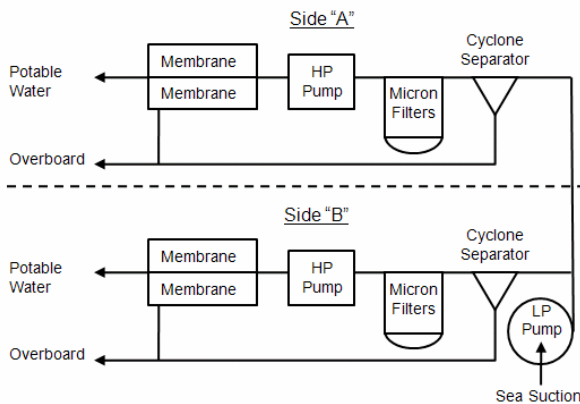 Side "A"
Cyclone
Separator
Potable
Water
Membrane
Membrane
HP
Pump
Micron
Filters
Overboard
Side "B"
Cyclone
Separator
Potable
Water
Membrane
Membrane
HP
Pump
Micron
Filters
LP
Pump
Overboard
Sea Suction